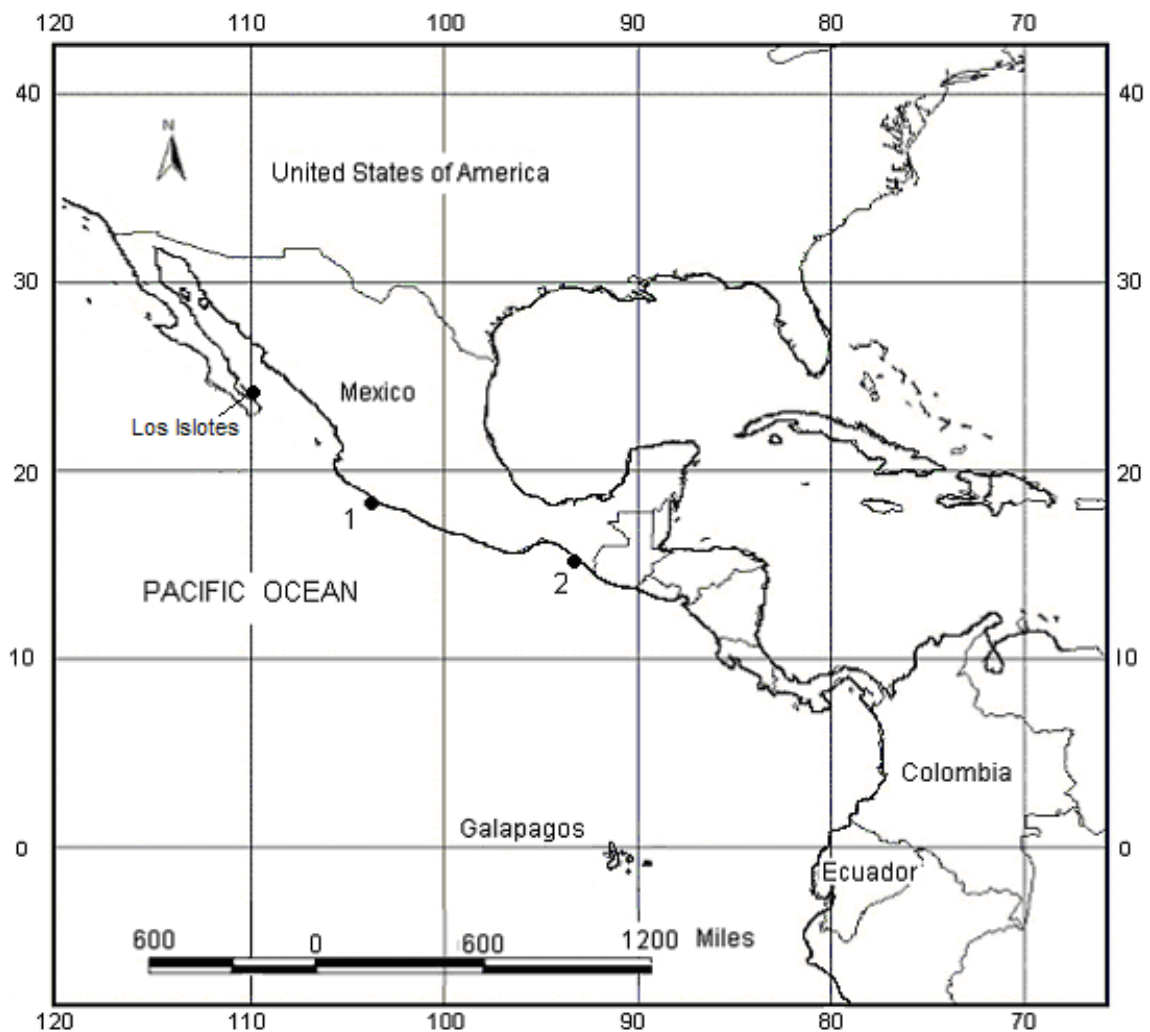 120 110 100 90 80 70
40 40
N
United States of America
30 30
Mexico
Los Islotes
20 20
1
2
PACIFIC OCEAN
10 10
Colombia
Galapagos
0 0
Ecuador
600 0 600 1200 Miles
120 110 100 90 80 70